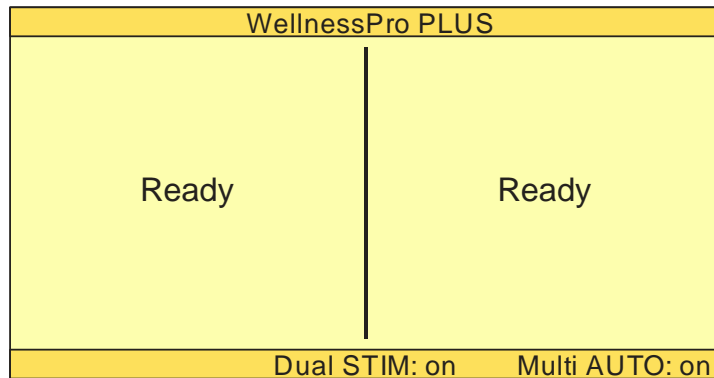 WellnessPro PLUS
Ready Ready
Dual STIM: on Multi AUTO: on